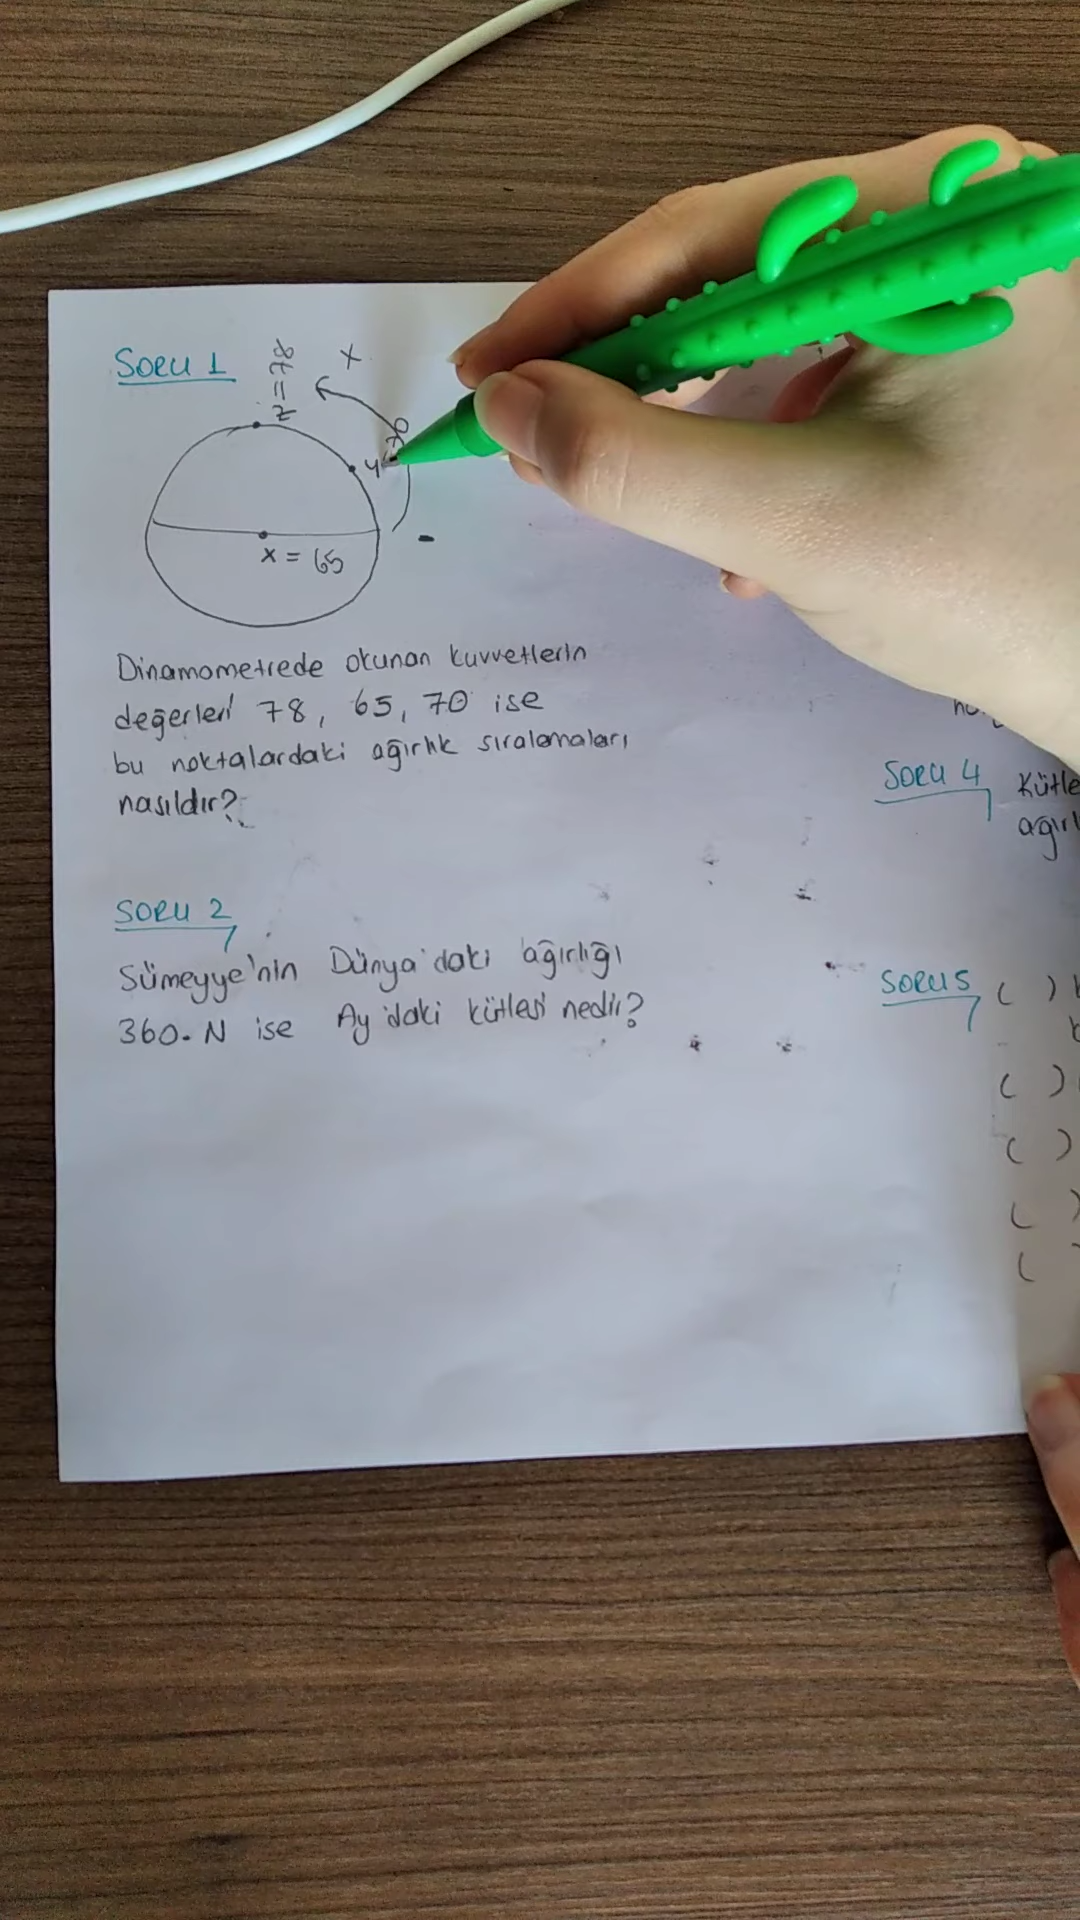 SORU 1
z = 78
x
y
70
x = 65
Dinamometrede okunan kuvvetlerin
değerleri 78, 65, 70 ise
bu noktalardaki ağırlık sıralamaları
nasıldır?
SORU 2
Sümeyye'nin Dünya'daki ağırlığı
360. N ise Ay'daki kütlesi nedir?
SORU 4 Kütle
ağırl
SORU 5 ( )
( )
( )
( )
(